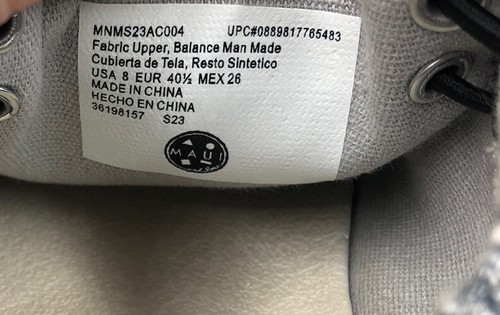 MNMS23AC004 UPC#0889817765483
Fabric Upper, Balance Man Made
Cubierta de Tela, Resto Sintetico
USA 8 EUR 40½ MEX 26
MADE IN CHINA
HECHO EN CHINA
36198157 S23
MAUI